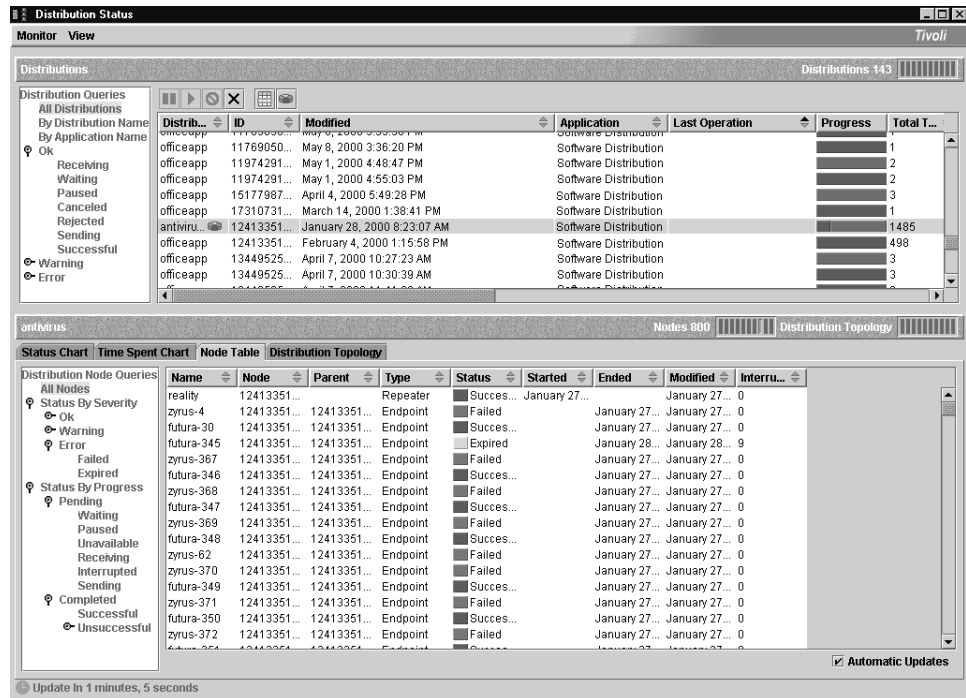 Distribution Status
Monitor View Tivoli
Distributions Distributions 143
Distribution Queries
All Distributions
By Distribution Name
By Application Name
Ok
Receiving
Waiting
Paused
Canceled
Rejected
Sending
Successful
Warning
Error
Distrib... ID Modified Application Last Operation Progress Total T...
officeapp 11769050... May 8, 2000 3:36:20 PM Software Distribution 1
officeapp 11974291... May 1, 2000 4:48:47 PM Software Distribution 2
officeapp 11974291... May 1, 2000 4:55:03 PM Software Distribution 2
officeapp 15177987... April 4, 2000 5:49:28 PM Software Distribution 3
officeapp 17310731... March 14, 2000 1:38:41 PM Software Distribution 1
antiviru... 12413351... January 28, 2000 8:23:07 AM Software Distribution 1485
officeapp 12413351... February 4, 2000 1:15:58 PM Software Distribution 498
officeapp 13449525... April 7, 2000 10:27:23 AM Software Distribution 3
officeapp 13449525... April 7, 2000 10:30:39 AM Software Distribution 3
antivirus Nodes 800 Distribution Topology
Status Chart Time Spent Chart Node Table Distribution Topology
Distribution Node Queries
All Nodes
Status By Severity
Ok
Warning
Error
Failed
Expired
Status By Progress
Pending
Waiting
Paused
Unavailable
Receiving
Interrupted
Sending
Completed
Successful
Unsuccessful
Name Node Parent Type Status Started Ended Modified Interru...
reality 12413351... Repeater Succes... January 27... January 27... 0
zyrus-4 12413351... 12413351... Endpoint Failed January 27... January 27... 0
futura-30 12413351... 12413351... Endpoint Succes... January 27... January 27... 0
futura-345 12413351... 12413351... Endpoint Expired January 28... January 28... 9
zyrus-367 12413351... 12413351... Endpoint Failed January 27... January 27... 0
futura-346 12413351... 12413351... Endpoint Succes... January 27... January 27... 0
zyrus-368 12413351... 12413351... Endpoint Failed January 27... January 27... 0
futura-347 12413351... 12413351... Endpoint Succes... January 27... January 27... 0
zyrus-369 12413351... 12413351... Endpoint Failed January 27... January 27... 0
futura-348 12413351... 12413351... Endpoint Succes... January 27... January 27... 0
zyrus-62 12413351... 12413351... Endpoint Failed January 27... January 27... 0
zyrus-370 12413351... 12413351... Endpoint Failed January 27... January 27... 0
futura-349 12413351... 12413351... Endpoint Succes... January 27... January 27... 0
zyrus-371 12413351... 12413351... Endpoint Failed January 27... January 27... 0
futura-350 12413351... 12413351... Endpoint Succes... January 27... January 27... 0
zyrus-372 12413351... 12413351... Endpoint Failed January 27... January 27... 0
Automatic Updates
Update In 1 minutes, 5 seconds